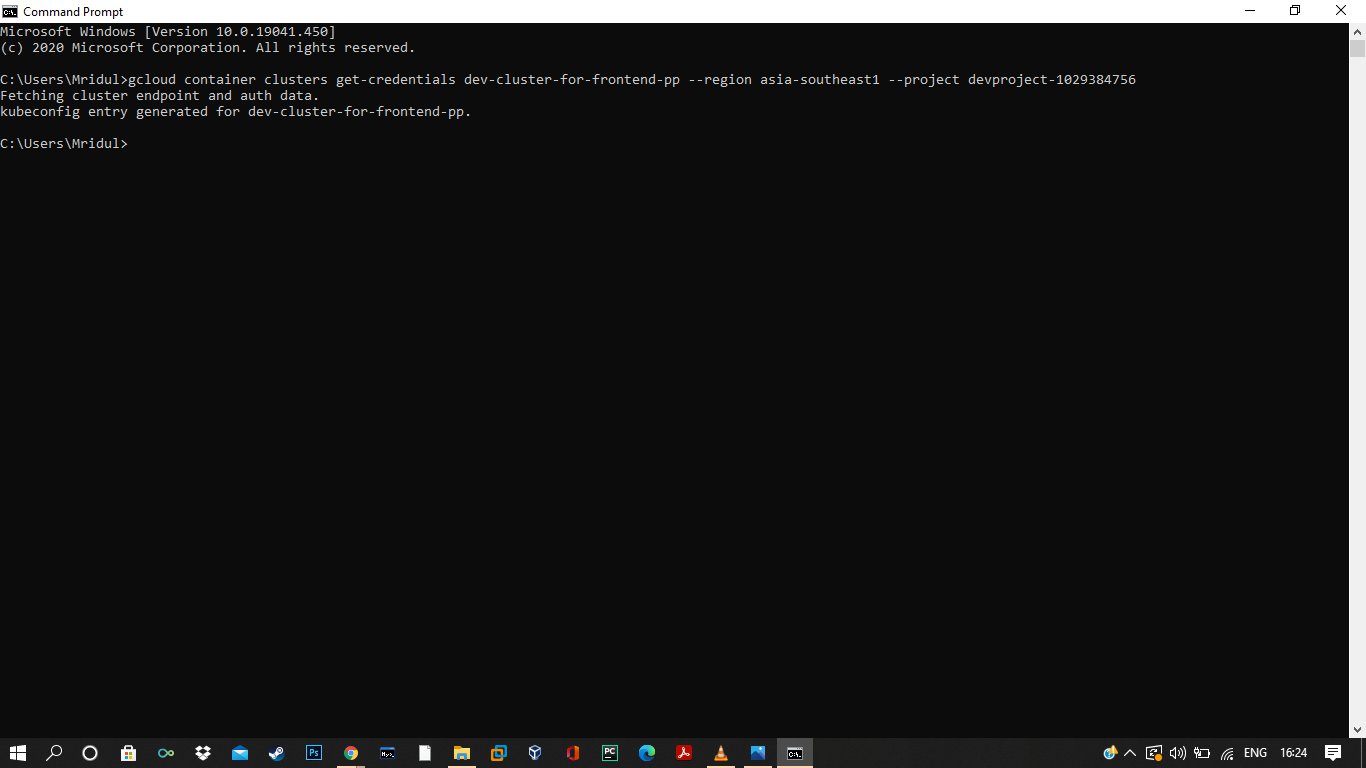 Command Prompt
Microsoft Windows [Version 10.0.19041.450]
(c) 2020 Microsoft Corporation. All rights reserved.
C:\Users\Mridul>gcloud container clusters get-credentials dev-cluster-for-frontend-pp --region asia-southeast1 --project devproject-1029384756
Fetching cluster endpoint and auth data.
kubeconfig entry generated for dev-cluster-for-frontend-pp.
C:\Users\Mridul>
Ps
PC
ENG
16:24